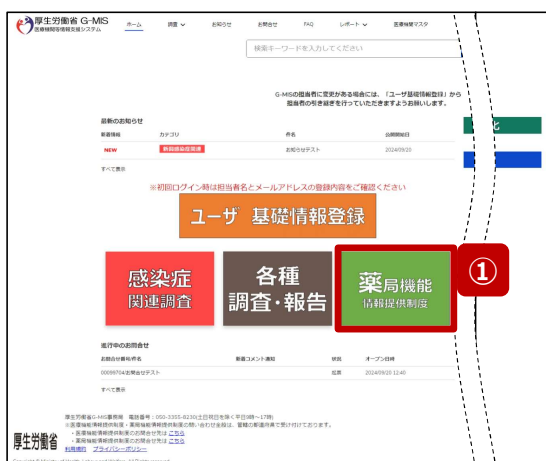 厚生労働省 G-MIS
医療機関等情報支援システム
ホーム 調査 お知らせ お問合せ FAQ レポート 医療機関マスタ
検索キーワードを入力してください
G-MISの担当者に変更がある場合には、「ユーザ基礎情報登録」から
担当者の引き継ぎを行っていただきますようお願いします。
最新のお知らせ
新着情報 カテゴリ 件名 公開開始日
NEW 新興感染症関連 お知らせテスト 2024/09/20
すべて表示
※初回ログイン時は担当者名とメールアドレスの登録内容をご確認ください
ユーザ 基礎情報登録
感染症
関連調査
各種
調査・報告
薬局機能
情報提供制度
①
進行中のお問合せ
お問合せ番号/件名 新着コメント通知 状況 オープン日時
00099704/お問合せテスト 起票 2024/09/20 12:40
すべて表示
厚生労働省G-MIS事務局 電話番号：050-3355-8230(土日祝日を除く平日9時～17時)
※医療機能情報提供制度・薬局機能情報提供制度の問い合わせ金額は、管轄の都道府県で受け付けております。
・医療機能情報提供制度のお問合せ先は こちら
・薬局機能情報提供制度のお問合せ先は こちら
厚生労働省
利用規約 プライバシーポリシー